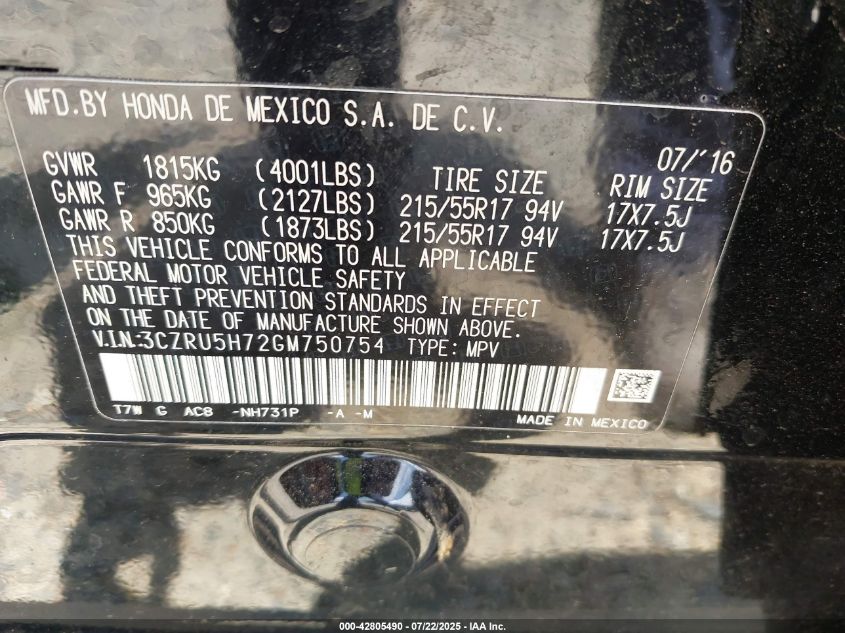 MFD.BY HONDA DE MEXICO S.A. DE C.V.
07/'16
GVWR 1815KG (4001LBS) TIRE SIZE RIM SIZE
GAWR F 965KG (2127LBS) 215/55R17 94V 17X7.5J
GAWR R 850KG (1873LBS) 215/55R17 94V 17X7.5J
THIS VEHICLE CONFORMS TO ALL APPLICABLE
FEDERAL MOTOR VEHICLE SAFETY
AND THEFT PREVENTION STANDARDS IN EFFECT
ON THE DATE OF MANUFACTURE SHOWN ABOVE.
V.I.N:3CZRU5H72GM750754 TYPE: MPV
T7W G AC8 -NH731P -A -M
MADE IN MEXICO
000-42805490 - 07/22/2025 - IAA Inc.